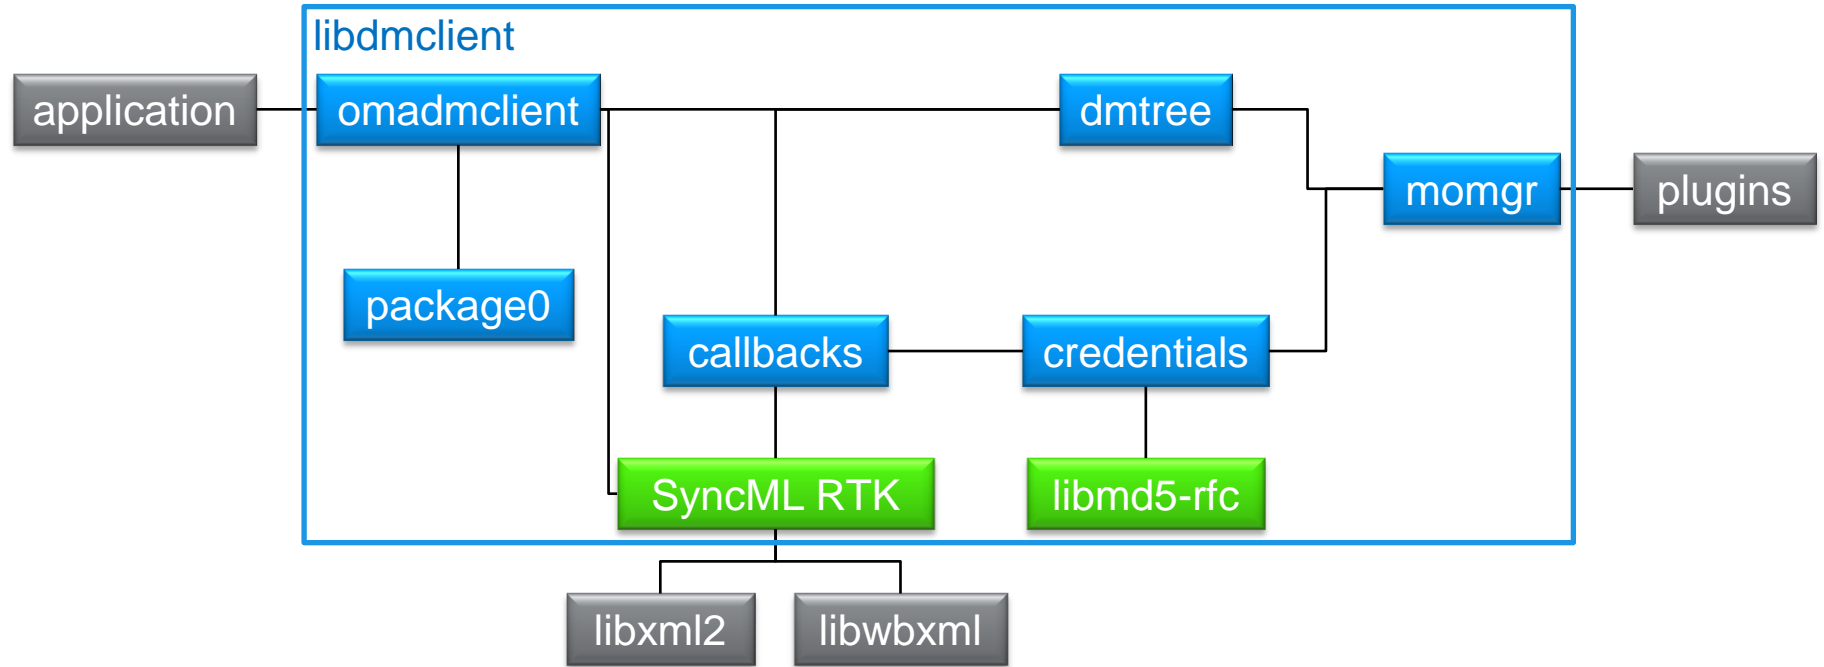 libdmclient
application
omadmclient
dmtree
momgr
plugins
package0
callbacks
credentials
SyncML RTK
libmd5-rfc
libxml2
libwbxml